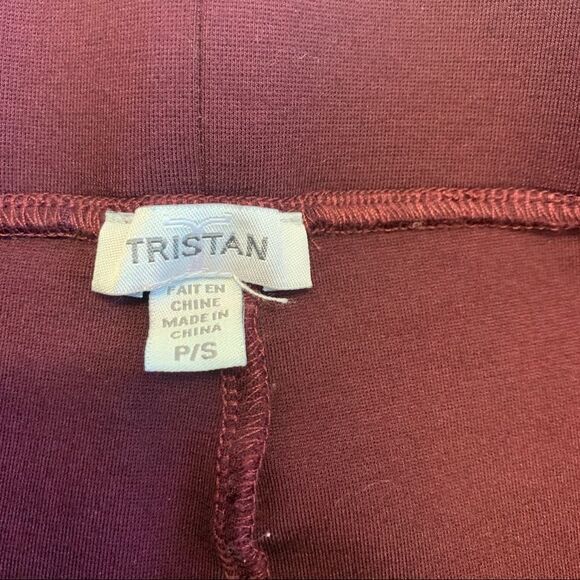 TRISTAN
FAIT EN
CHINE
MADE IN
CHINA
P/S